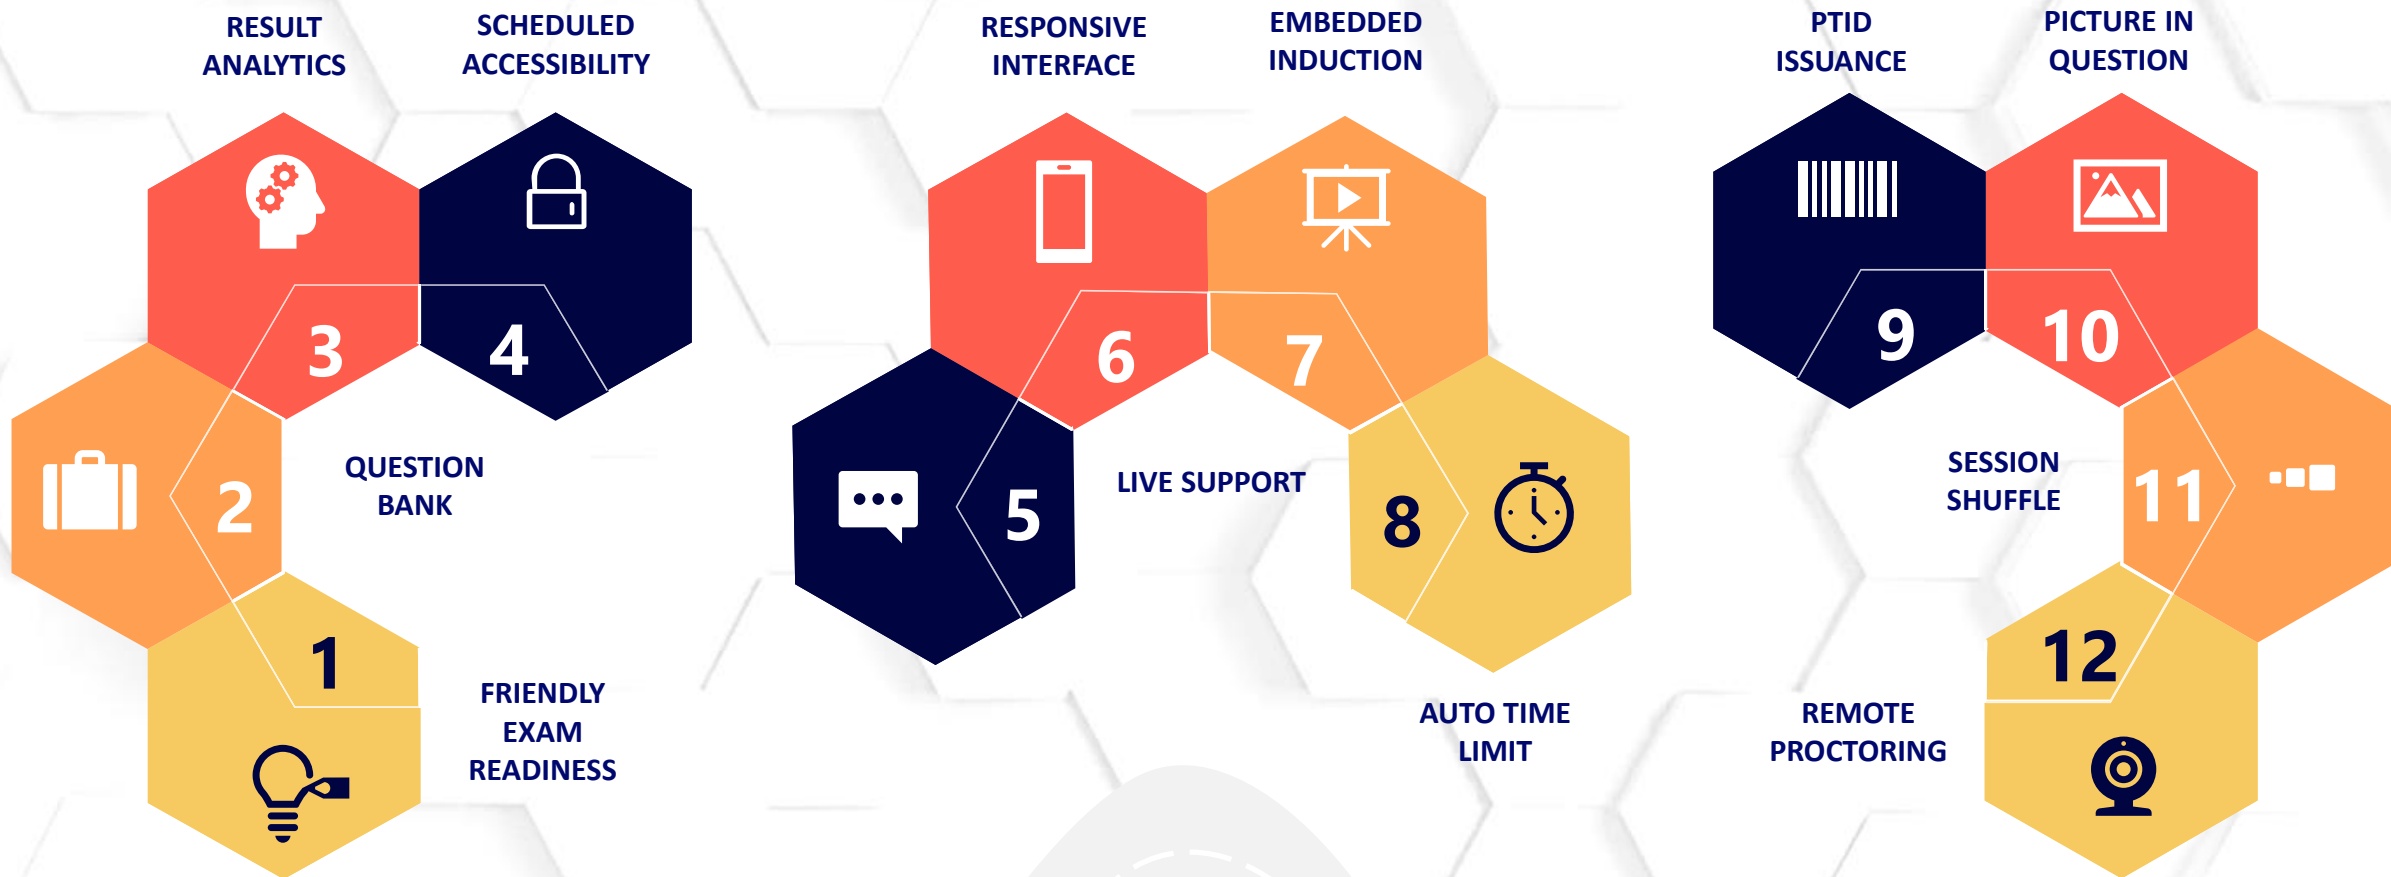 RESULT
ANALYTICS
SCHEDULED
ACCESSIBILITY
3
4
2
QUESTION
BANK
1
FRIENDLY
EXAM
READINESS
RESPONSIVE
INTERFACE
EMBEDDED
INDUCTION
6
7
5
LIVE SUPPORT
8
AUTO TIME
LIMIT
PTID
ISSUANCE
PICTURE IN
QUESTION
9
10
SESSION
SHUFFLE
11
12
REMOTE
PROCTORING